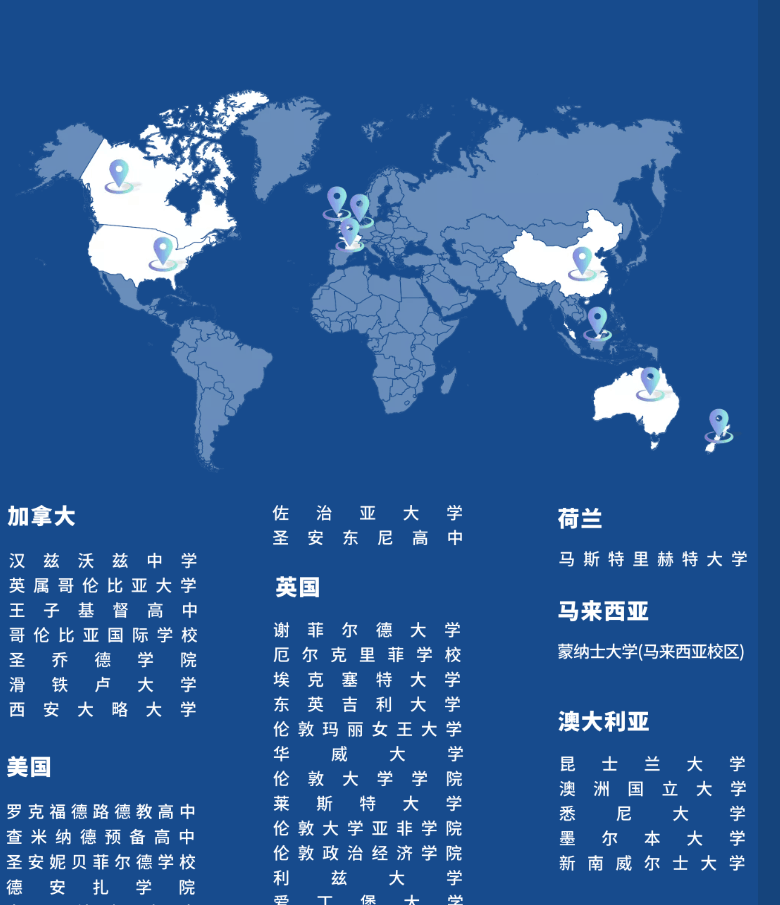 加拿大
汉兹沃兹中学
英属哥伦比亚大学
王子基督高中
哥伦比亚国际学校
圣乔德学院
滑铁卢大学
西安大略大学
美国
罗克福德路德教高中
查米纳德预备高中
圣安妮贝菲尔德学校
德安扎学院
佐治亚大学
圣安东尼高中
英国
谢菲尔德大学
厄尔克里菲学校
埃克塞特大学
东英吉利大学
伦敦玛丽女王大学
华威大学
伦敦大学学院
莱斯特大学
伦敦大学亚非学院
伦敦政治经济学院
利兹大学
爱丁堡大学
荷兰
马斯特里赫特大学
马来西亚
蒙纳士大学(马来西亚校区)
澳大利亚
昆士兰大学
澳洲国立大学
悉尼大学
墨尔本大学
新南威尔士大学